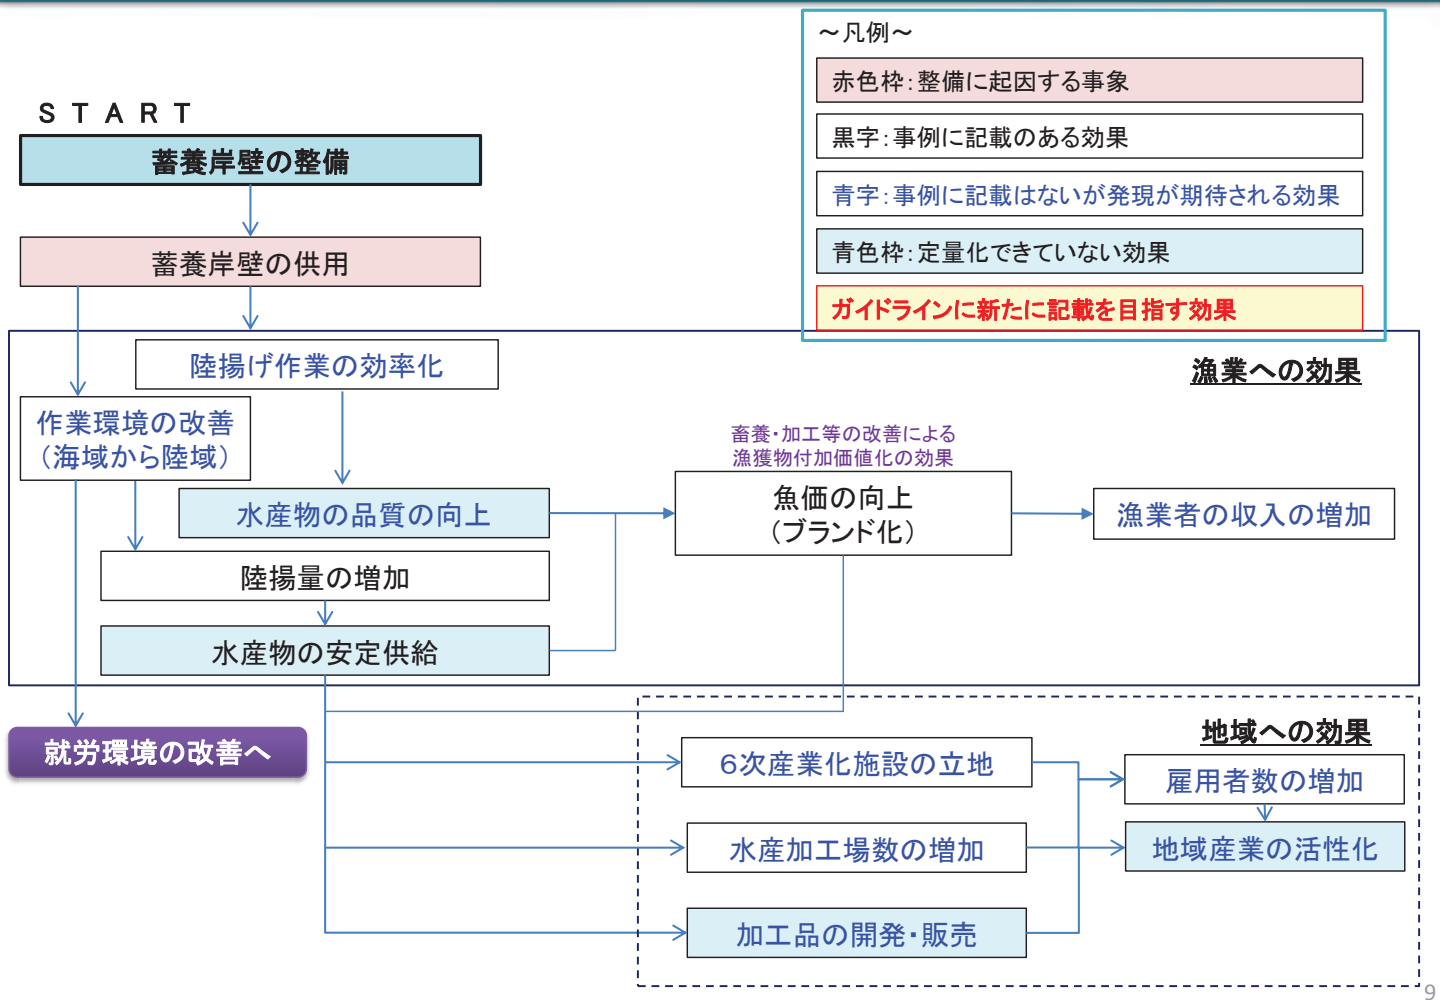 ～凡例～
赤色枠：整備に起因する事象
黒字：事例に記載のある効果
青字：事例に記載はないが発現が期待される効果
青色枠：定量化できていない効果
ガイドラインに新たに記載を目指す効果
ＳＴＡＲＴ
蓄養岸壁の整備
蓄養岸壁の供用
漁業への効果
陸揚げ作業の効率化
作業環境の改善
（海域から陸域）
水産物の品質の向上
陸揚量の増加
水産物の安定供給
畜養・加工等の改善による
漁獲物付加価値化の効果
魚価の向上
（ブランド化）
漁業者の収入の増加
就労環境の改善へ
地域への効果
６次産業化施設の立地
水産加工場数の増加
加工品の開発・販売
雇用者数の増加
地域産業の活性化
9